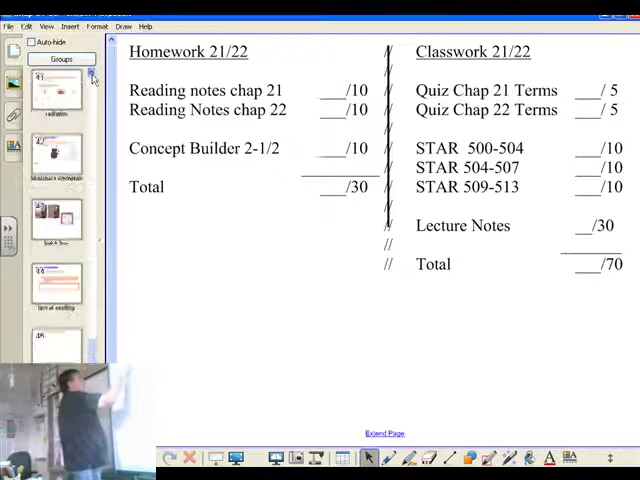 File Edit View Insert Format Draw Help
Auto-hide
Groups
41
42
44
Homework 21/22
Reading notes chap 21 ___/10
Reading Notes chap 22 ___/10
Concept Builder 2-1/2 ___/10
Total ___/30
//
//
//
//
//
//
//
//
//
//
//
//
Classwork 21/22
Quiz Chap 21 Terms ___/ 5
Quiz Chap 22 Terms ___/ 5
STAR 500-504 ___/10
STAR 504-507 ___/10
STAR 509-513 ___/10
Lecture Notes __/30
Total ___/70
Extend Page